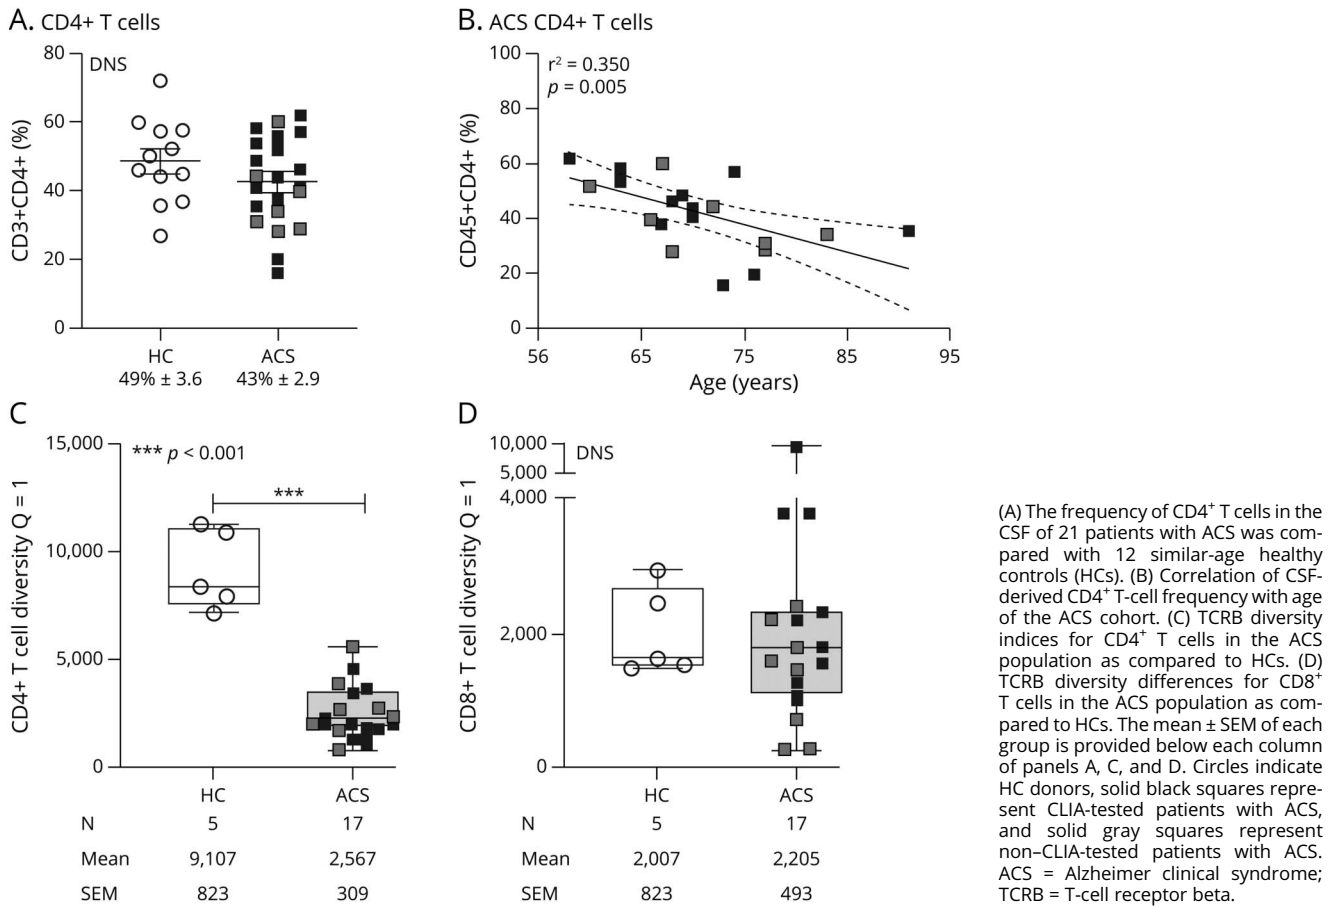 A. CD4+ T cells
80
60
40
20
0
CD3+CD4+ (%)
DNS
HC
ACS
49% ± 3.6
43% ± 2.9
B. ACS CD4+ T cells
100
80
60
40
20
0
CD45+CD4+ (%)
r² = 0.350
p = 0.005
56
65
75
85
95
Age (years)
C
15,000
10,000
5,000
0
CD4+ T cell diversity Q = 1
*** p < 0.001
***
HC
ACS
N
5
17
Mean
9,107
2,567
SEM
823
309
D
10,000
5,000
4,000
2,000
0
CD8+ T cell diversity Q = 1
DNS
HC
ACS
N
5
17
Mean
2,007
2,205
SEM
823
493
(A) The frequency of CD4⁺ T cells in the
CSF of 21 patients with ACS was com-
pared with 12 similar-age healthy
controls (HCs). (B) Correlation of CSF-
derived CD4⁺ T-cell frequency with age
of the ACS cohort. (C) TCRB diversity
indices for CD4⁺ T cells in the ACS
population as compared to HCs. (D)
TCRB diversity differences for CD8⁺
T cells in the ACS population as com-
pared to HCs. The mean ± SEM of each
group is provided below each column
of panels A, C, and D. Circles indicate
HC donors, solid black squares repre-
sent CLIA-tested patients with ACS,
and solid gray squares represent
non–CLIA-tested patients with ACS.
ACS = Alzheimer clinical syndrome;
TCRB = T-cell receptor beta.